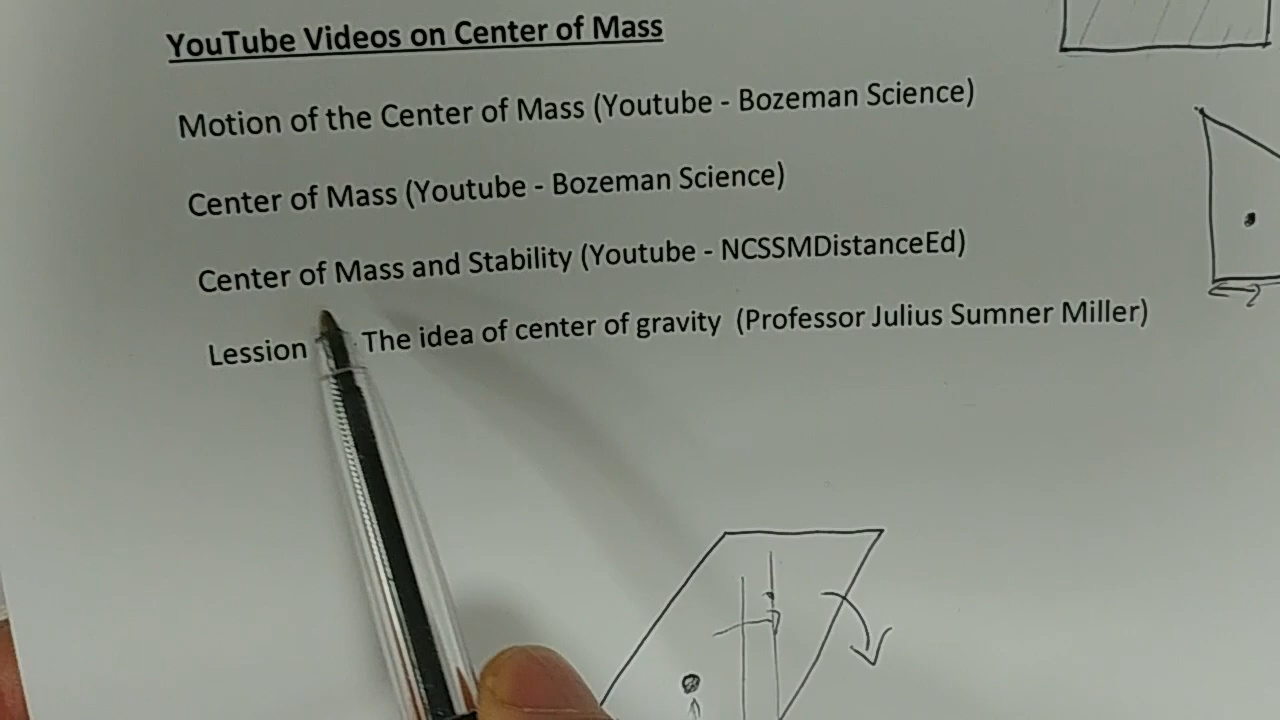 YouTube Videos on Center of Mass
Motion of the Center of Mass (Youtube - Bozeman Science)
Center of Mass (Youtube - Bozeman Science)
Center of Mass and Stability (Youtube - NCSSMDistanceEd)
Lession The idea of center of gravity (Professor Julius Sumner Miller)